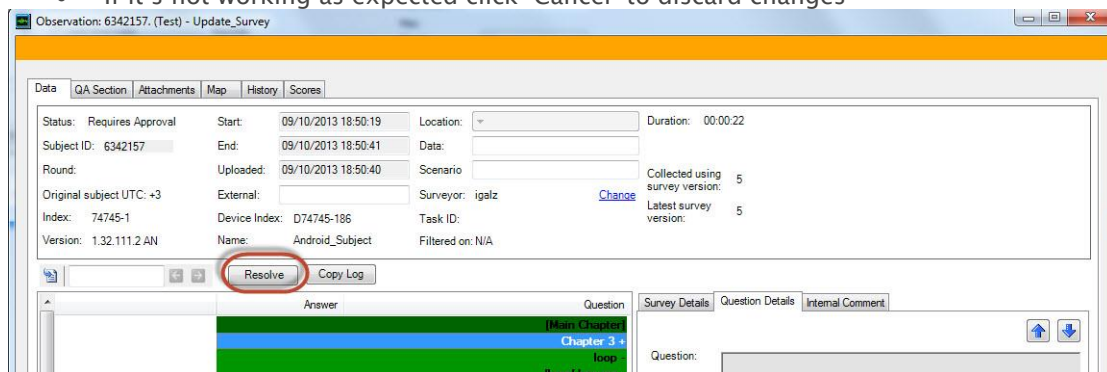 • If it's not working as expected click 'Cancel' to discard changes
Observation: 6342157. (Test) - Update_Survey
Data QA Section Attachments Map History Scores
Status: Requires Approval Start: 09/10/2013 18:50:19 Location: Duration: 00:00:22
Subject ID: 6342157 End: 09/10/2013 18:50:41 Data:
Round: Uploaded: 09/10/2013 18:50:40 Scenario Collected using survey version: 5
Original subject UTC: +3 External: Surveyor: igalz Change
Latest survey version: 5
Index: 74745-1 Device Index: D74745-186 Task ID:
Version: 1.32.111.2 AN Name: Android_Subject Filtered on: N/A
Resolve Copy Log
Answer Question Survey Details Question Details Internal Comment
[Main Chapter]
Chapter 3 +
loop -
Question: